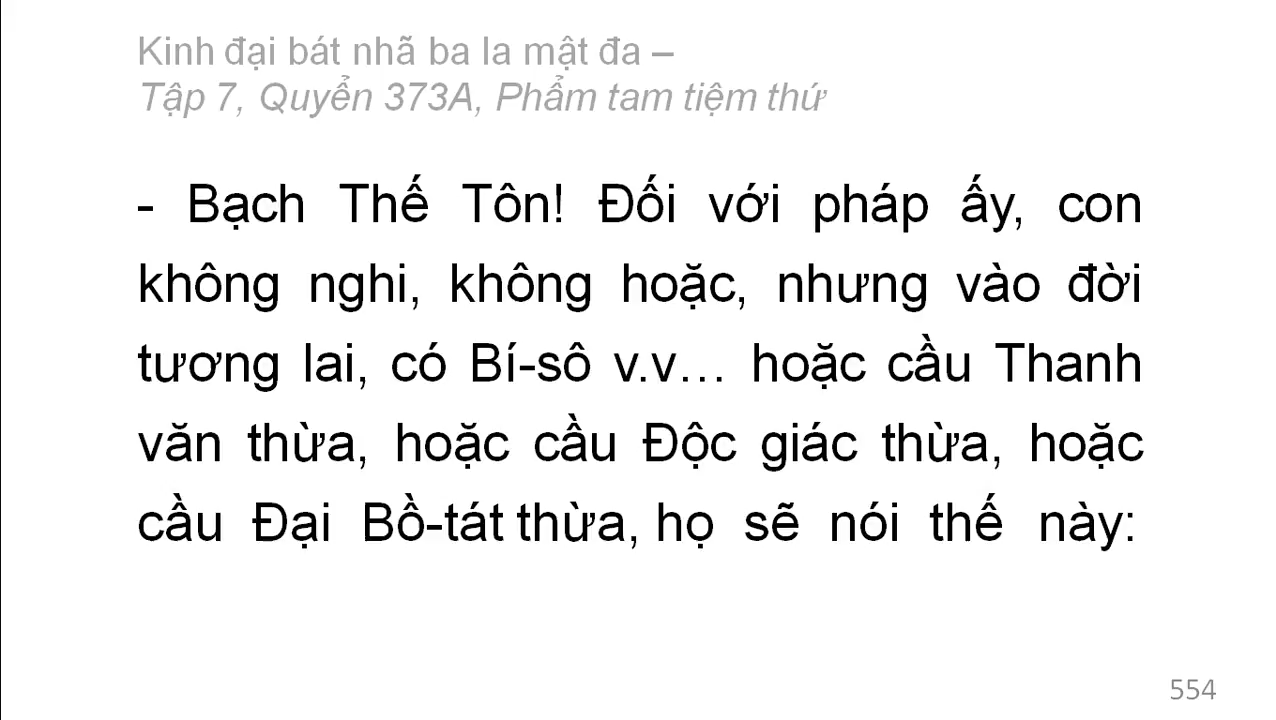 Kinh đại bát nhã ba la mật đa –
Tập 7, Quyển 373A, Phẩm tam tiệm thứ
- Bạch Thế Tôn! Đối với pháp ấy, con
không nghi, không hoặc, nhưng vào đời
tương lai, có Bí-sô v.v… hoặc cầu Thanh
văn thừa, hoặc cầu Độc giác thừa, hoặc
cầu Đại Bồ-tát thừa, họ sẽ nói thế này:
554